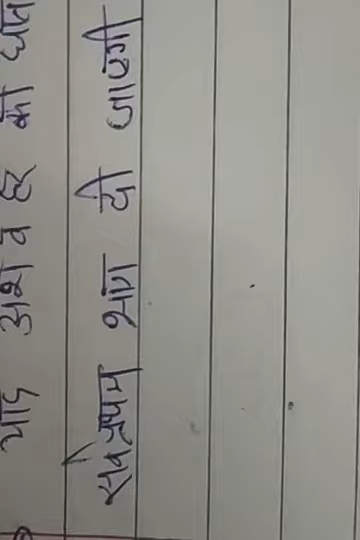 यदि अंश व हर को घात
सर्वप्रथम भाग दी जाएगी